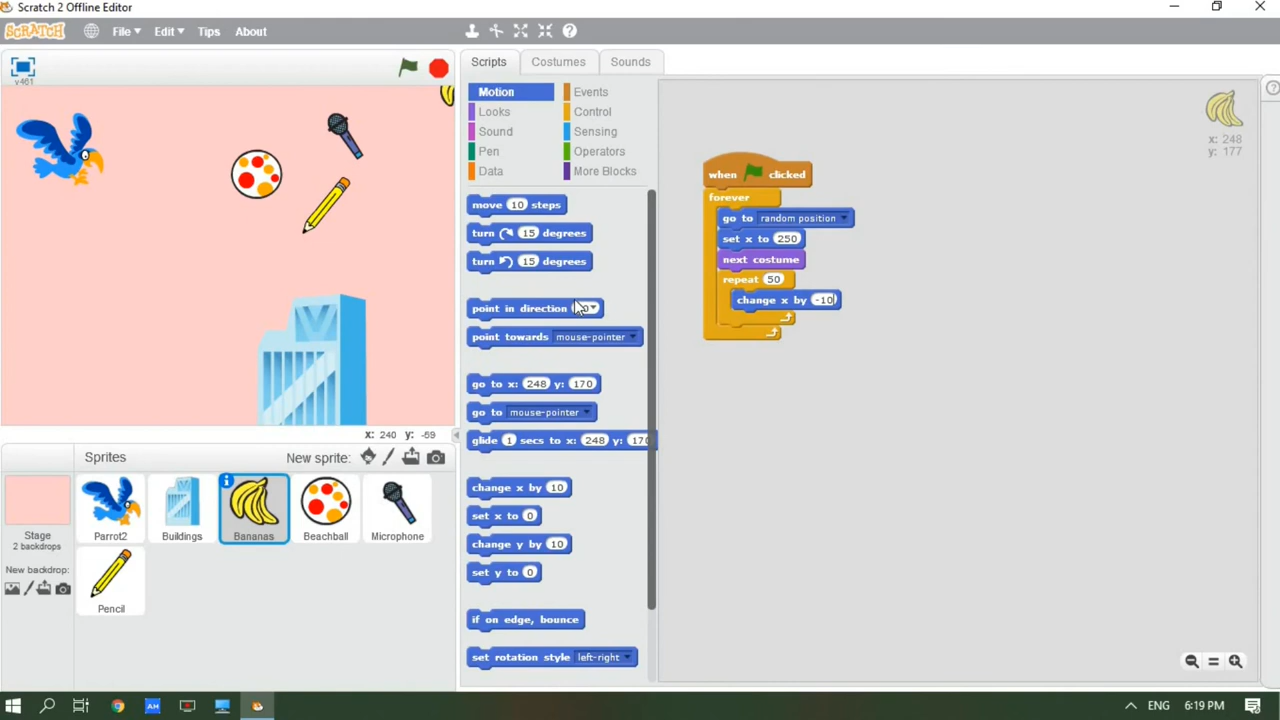 Scratch 2 Offline Editor
SCRATCH File Edit Tips About
v461
Scripts Costumes Sounds
Motion Events
Looks Control
Sound Sensing
Pen Operators
Data More Blocks
move 10 steps
turn 15 degrees
turn 15 degrees
point in direction
point towards mouse-pointer
go to x: 248 y: 170
go to mouse-pointer
glide 1 secs to x: 248 y: 170
change x by 10
set x to 0
change y by 10
set y to 0
if on edge, bounce
set rotation style left-right
when clicked
forever
go to random position
set x to 250
next costume
repeat 50
change x by -10
x: 248
y: 177
x: 240 y: -69
Sprites New sprite:
Stage
2 backdrops
New backdrop:
Parrot2
Buildings
Bananas
Beachball
Microphone
Pencil
AM
ENG 6:19 PM